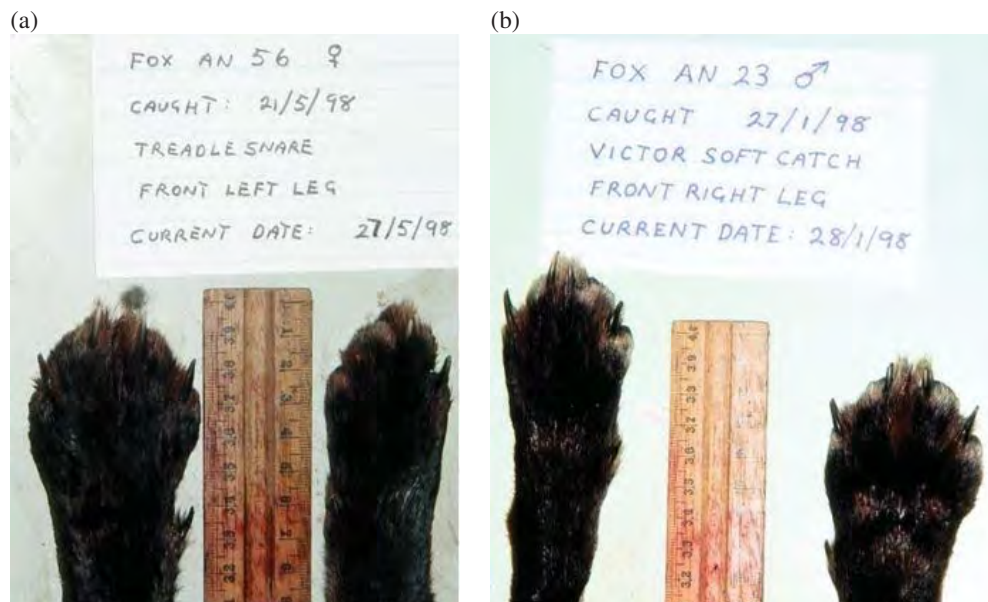 (a)
FOX AN 56 ♀
CAUGHT: 21/5/98
TREADLE SNARE
FRONT LEFT LEG
CURRENT DATE: 27/5/98
(b)
FOX AN 23 ♂
CAUGHT 27/1/98
VICTOR SOFT CATCH
FRONT RIGHT LEG
CURRENT DATE: 28/1/98